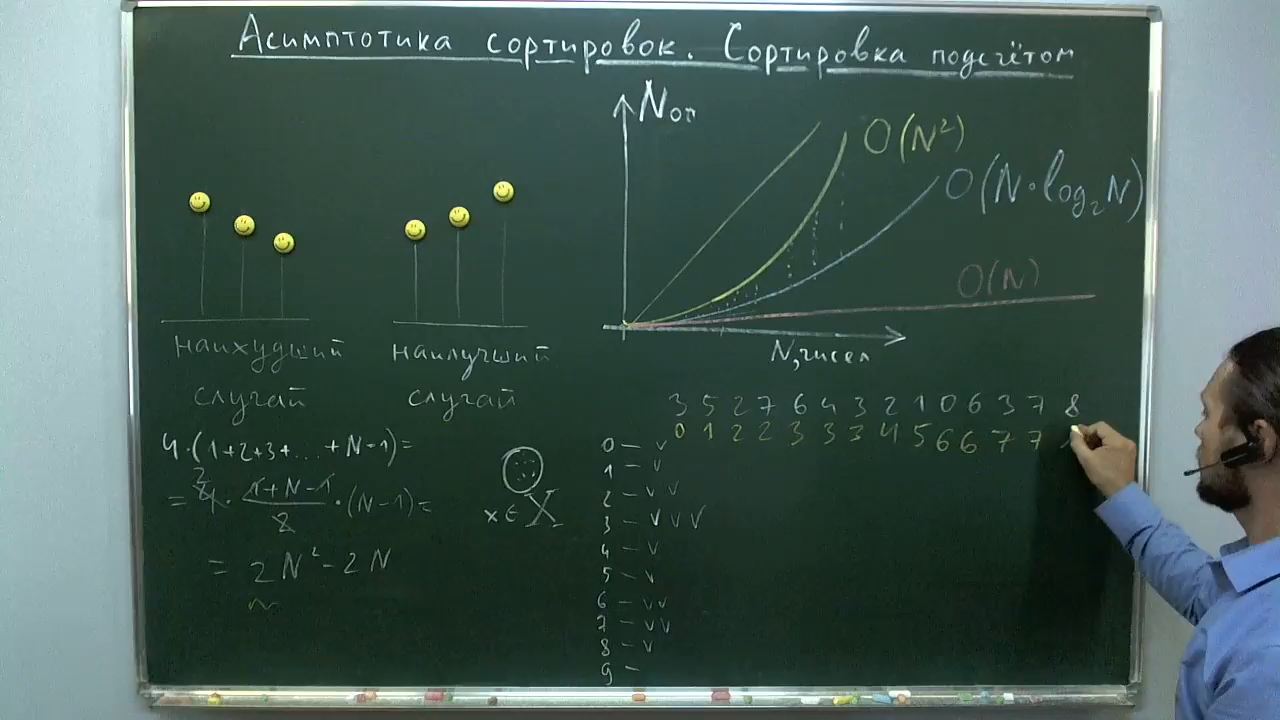 Асимптотика сортировок. Сортировка подсчётом
Nоп
O(N²)
O(N·log₂N)
O(N)
N, чисел
наихудший
случай
наилучший
случай
4·(1+2+3+...+N-1)=
= 2 4 · (1+N-1)/2 · (N-1)=
= 2N²-2N
x ∈ X
3 5 2 7 6 4 3 2 1 0 6 3 7 8
0 1 2 2 3 3 3 4 5 6 6 7 7
0 – v
1 – v
2 – v v
3 – v v v
4 – v
5 – v
6 – v v
7 – v v
8 – v
9 –